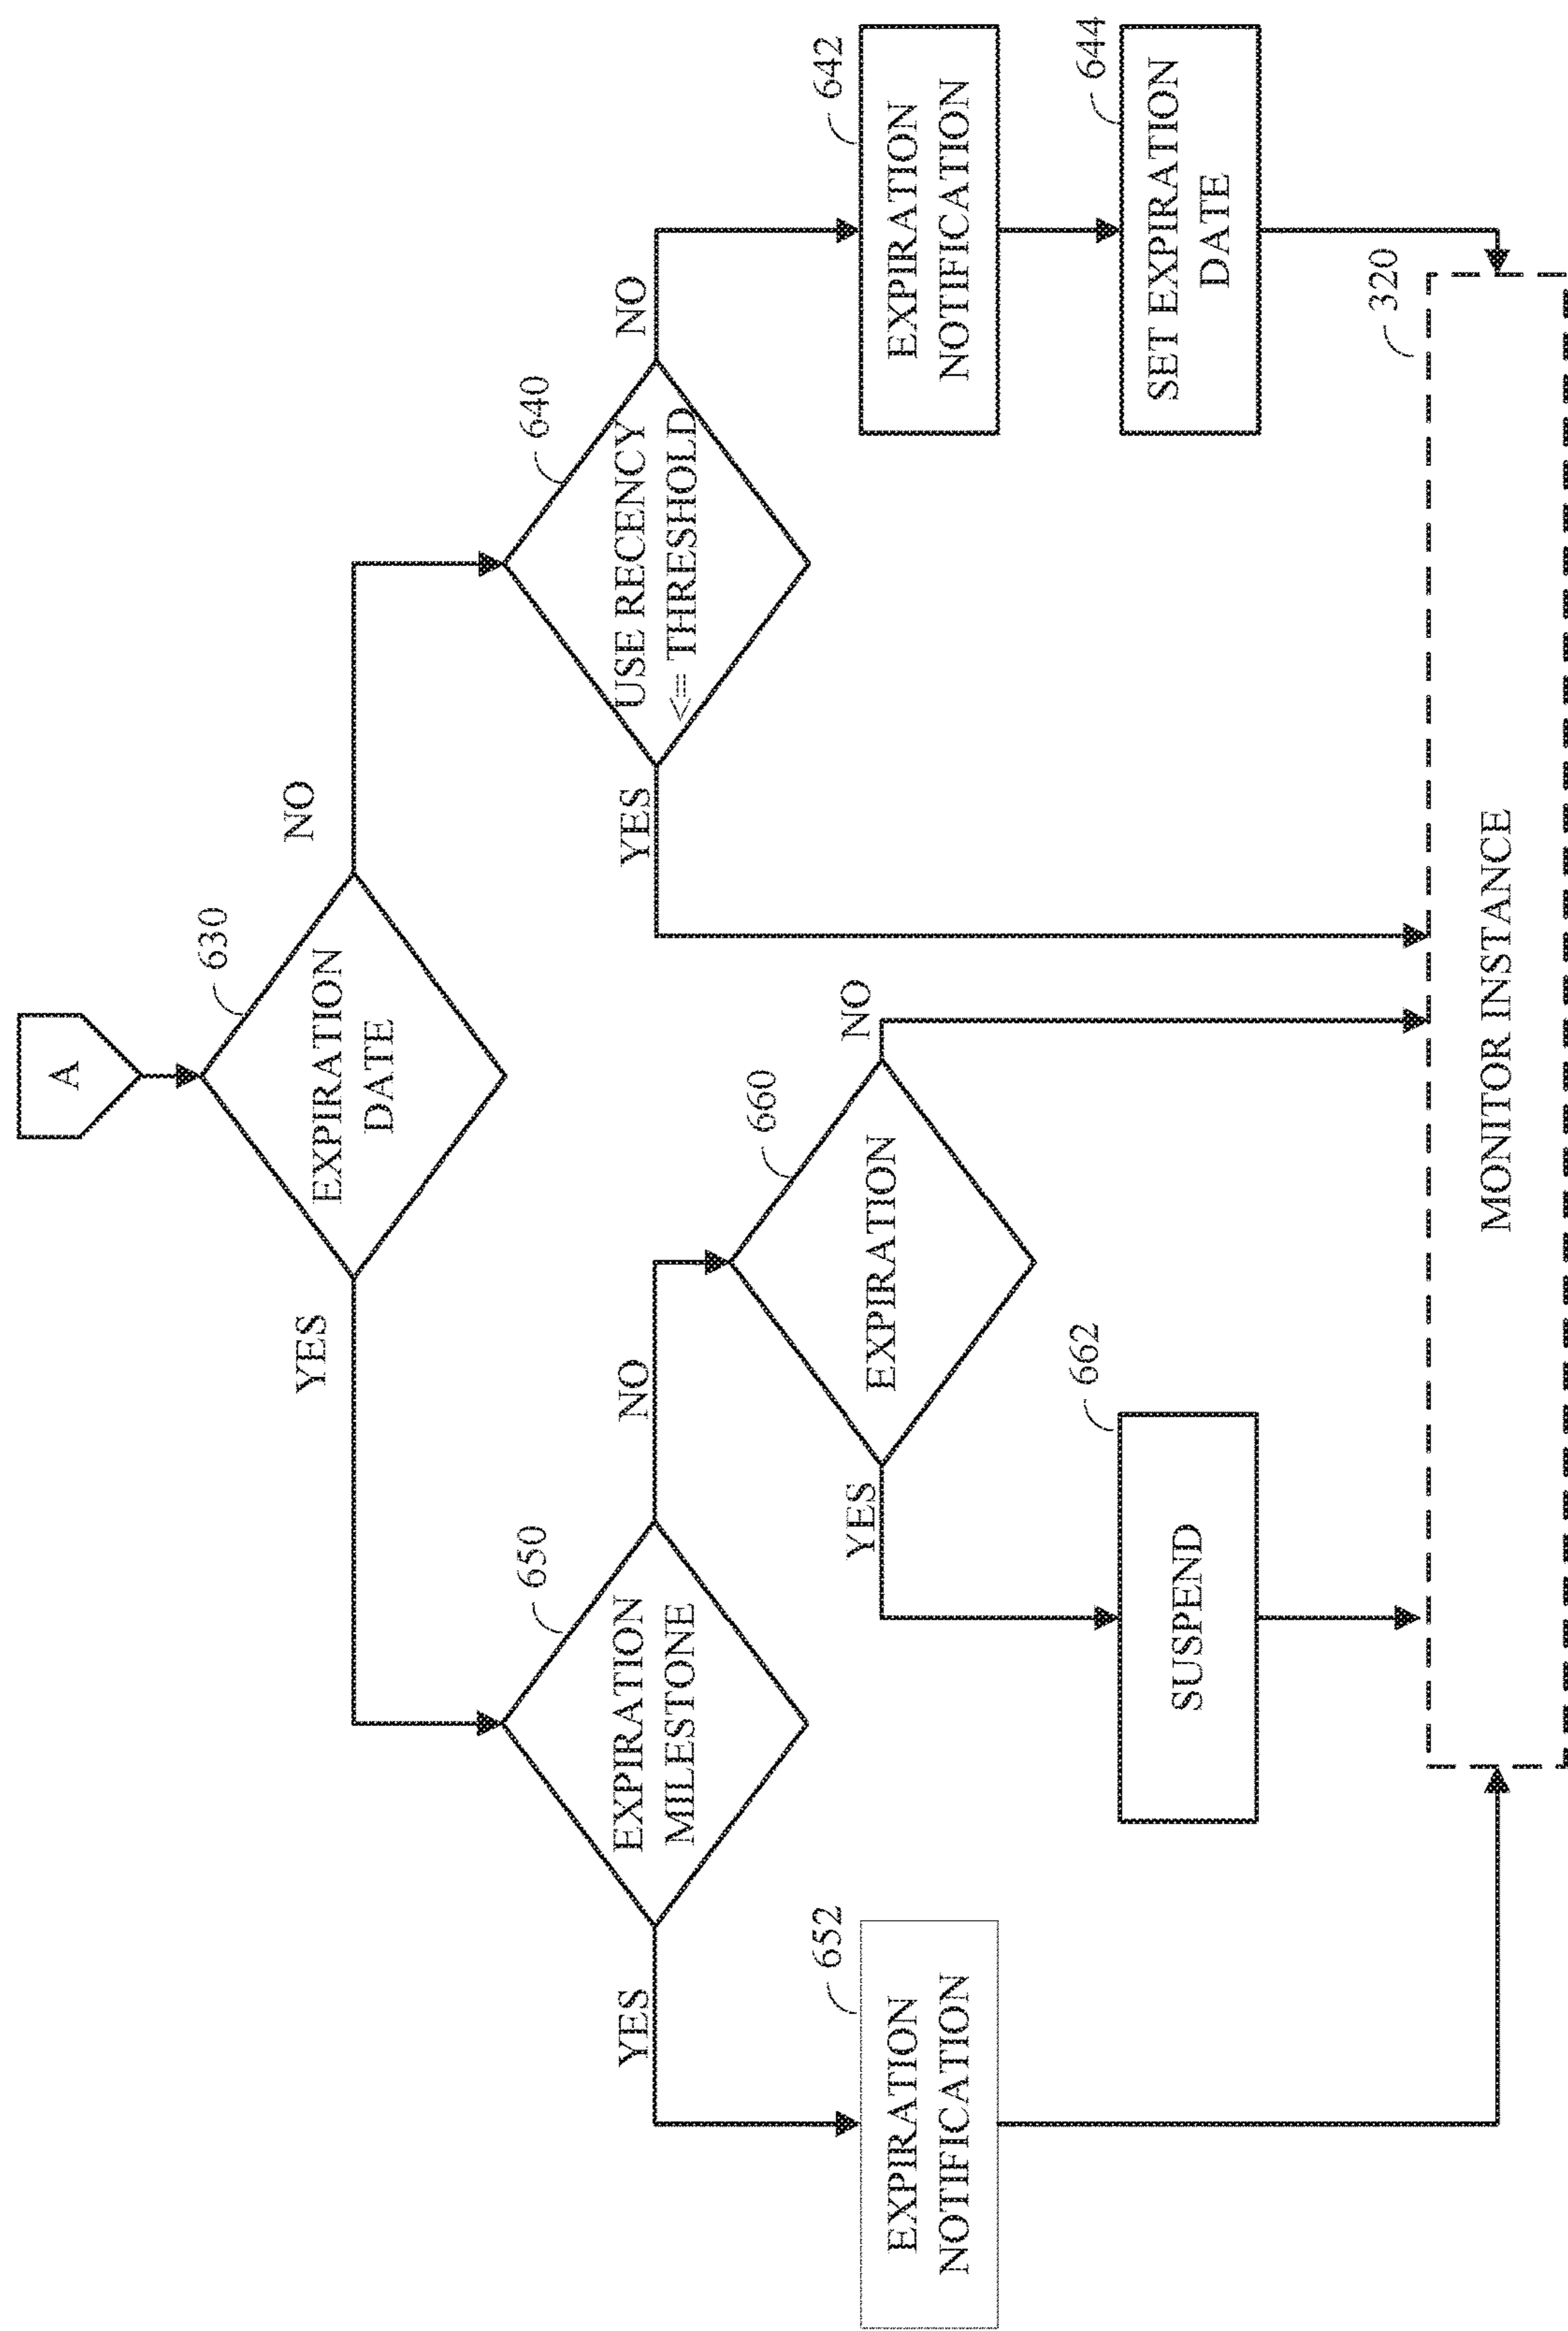 A
630
EXPIRATION
DATE
YES
NO
650
EXPIRATION
MILESTONE
YES
NO
640
USE RECENCY
<= THRESHOLD
YES
NO
652
EXPIRATION
NOTIFICATION
660
EXPIRATION
YES
NO
642
EXPIRATION
NOTIFICATION
662
SUSPEND
644
SET EXPIRATION
DATE
320
MONITOR INSTANCE